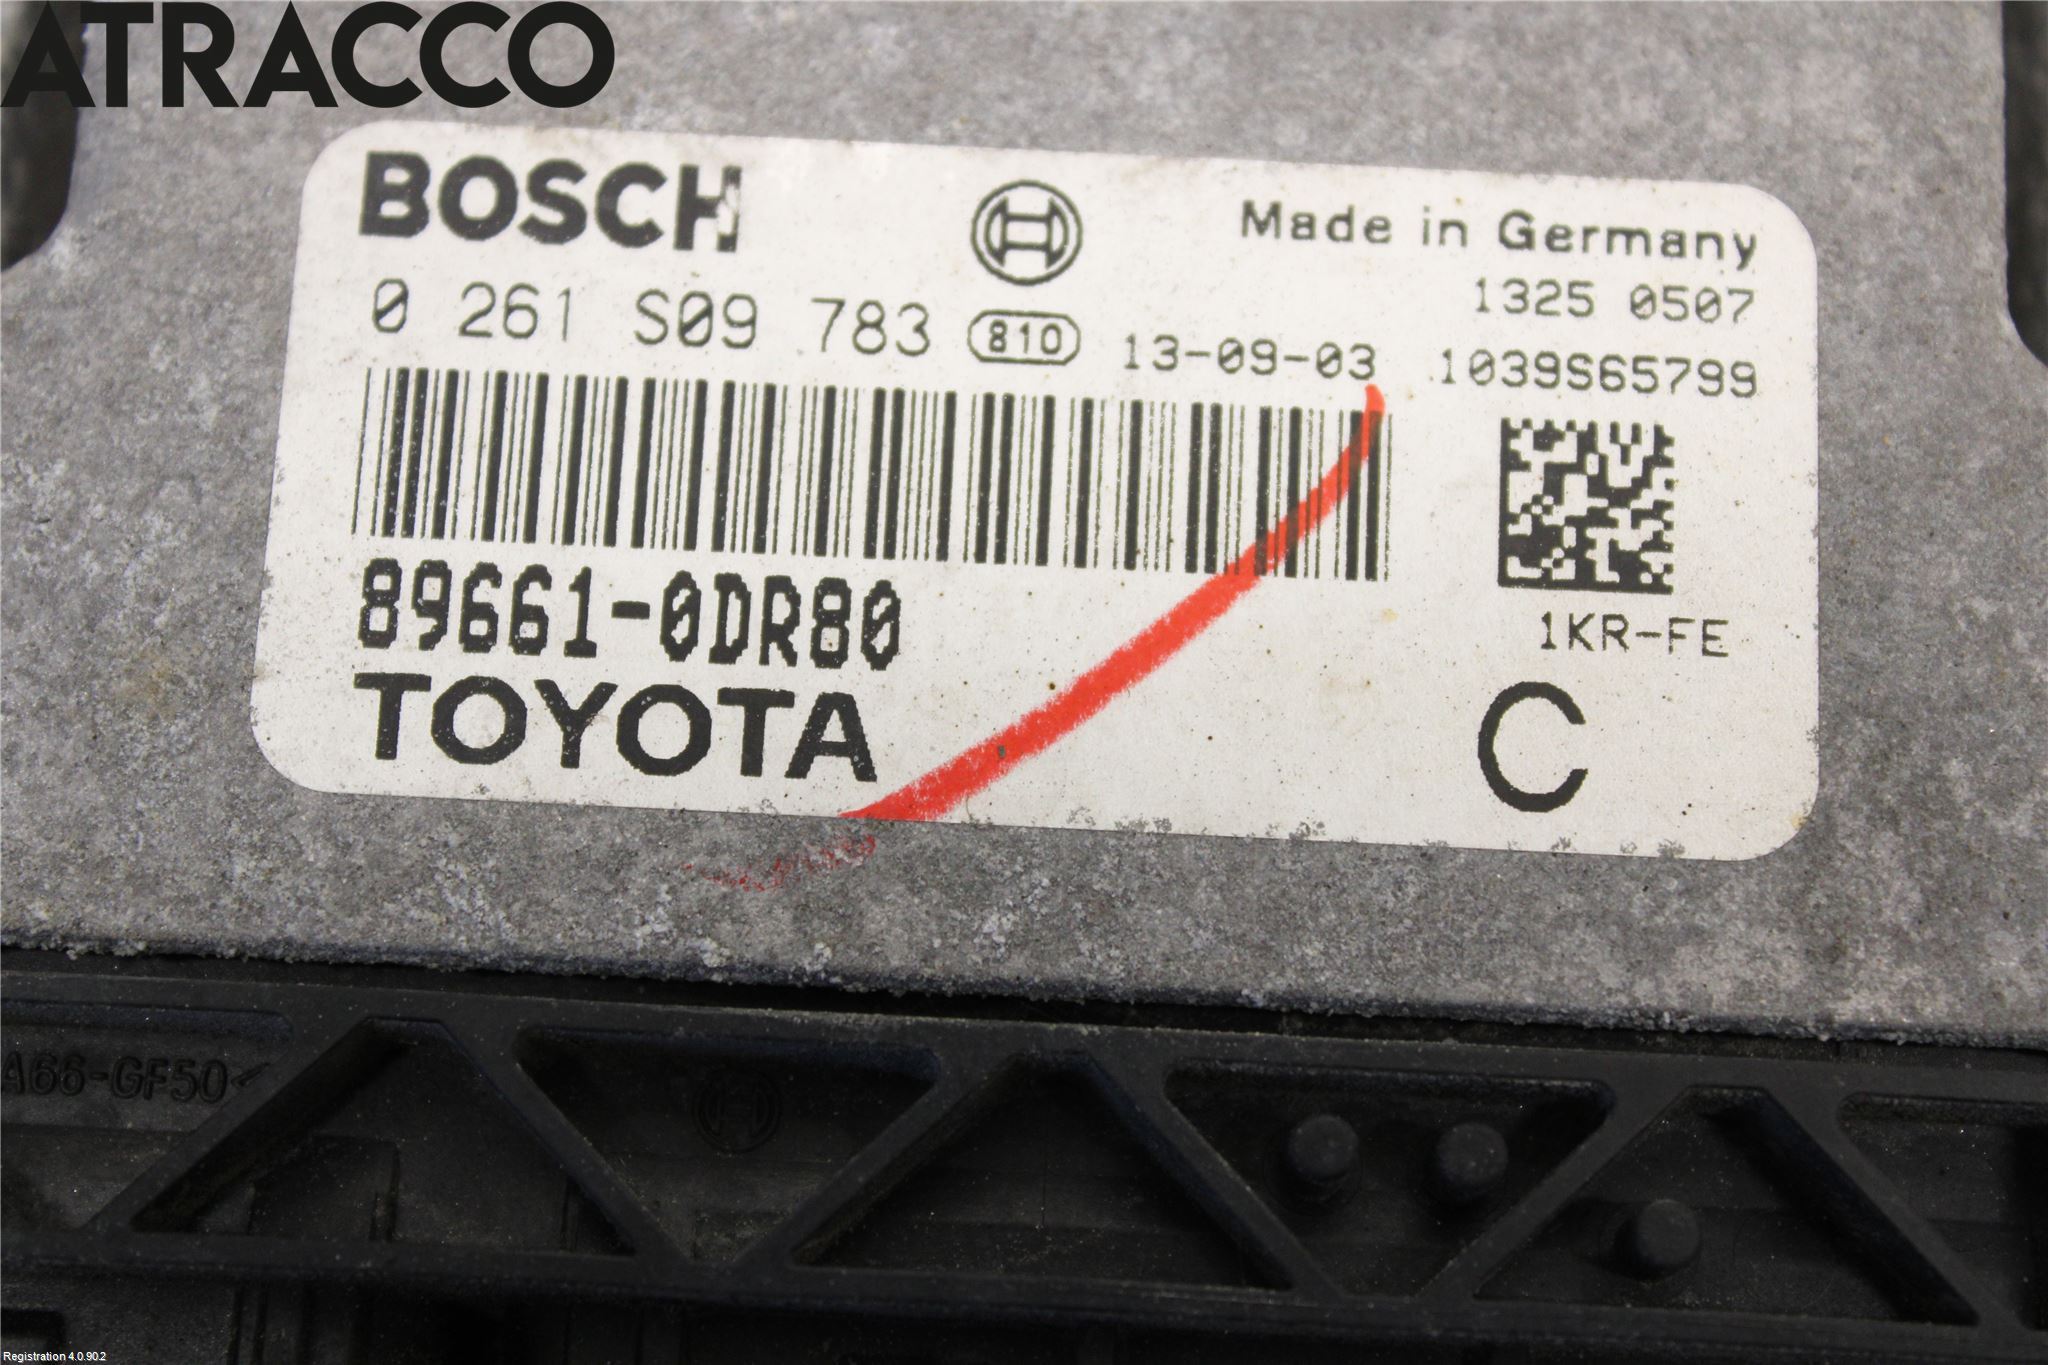 ATRACCO
BOSCH
Made in Germany
0 261 S09 783
810
13-09-03
1325 0507
1039S65799
89661-0DR80
1KR-FE
TOYOTA
C
A66-GF50<
Registration 4.0.90.2